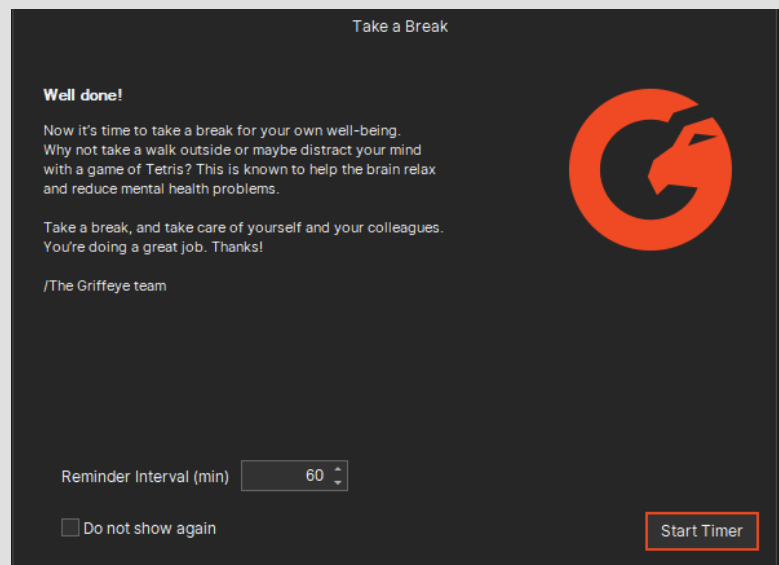 Take a Break
Well done!
Now it's time to take a break for your own well-being.
Why not take a walk outside or maybe distract your mind
with a game of Tetris? This is known to help the brain relax
and reduce mental health problems.
Take a break, and take care of yourself and your colleagues.
You're doing a great job. Thanks!
/The Griffeye team
Reminder Interval (min) 60
Do not show again
Start Timer